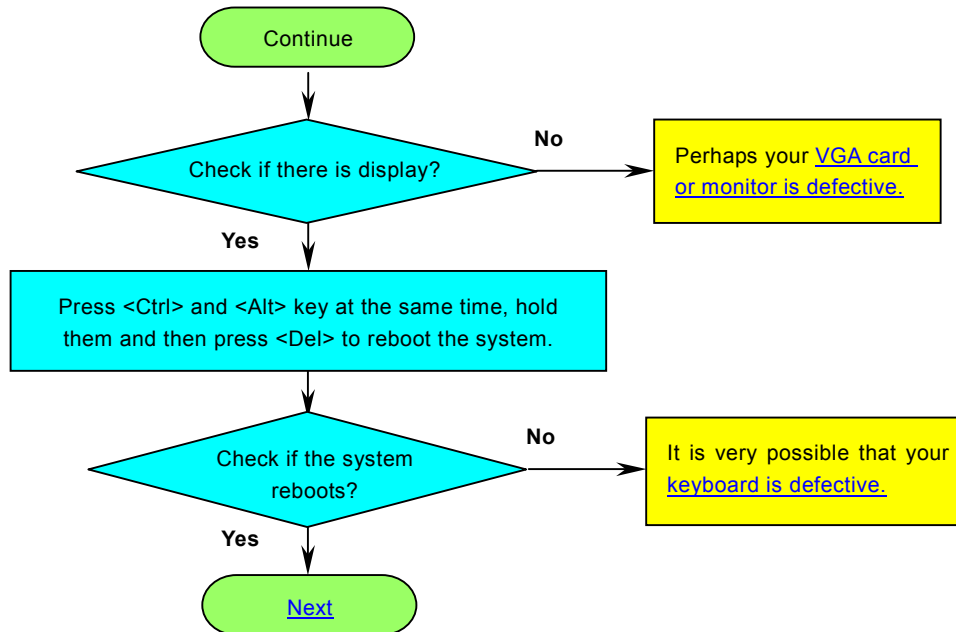 Continue
Check if there is display?
No
Perhaps your VGA card
or monitor is defective.
Yes
Press <Ctrl> and <Alt> key at the same time, hold
them and then press <Del> to reboot the system.
Check if the system
reboots?
No
It is very possible that your
keyboard is defective.
Yes
Next